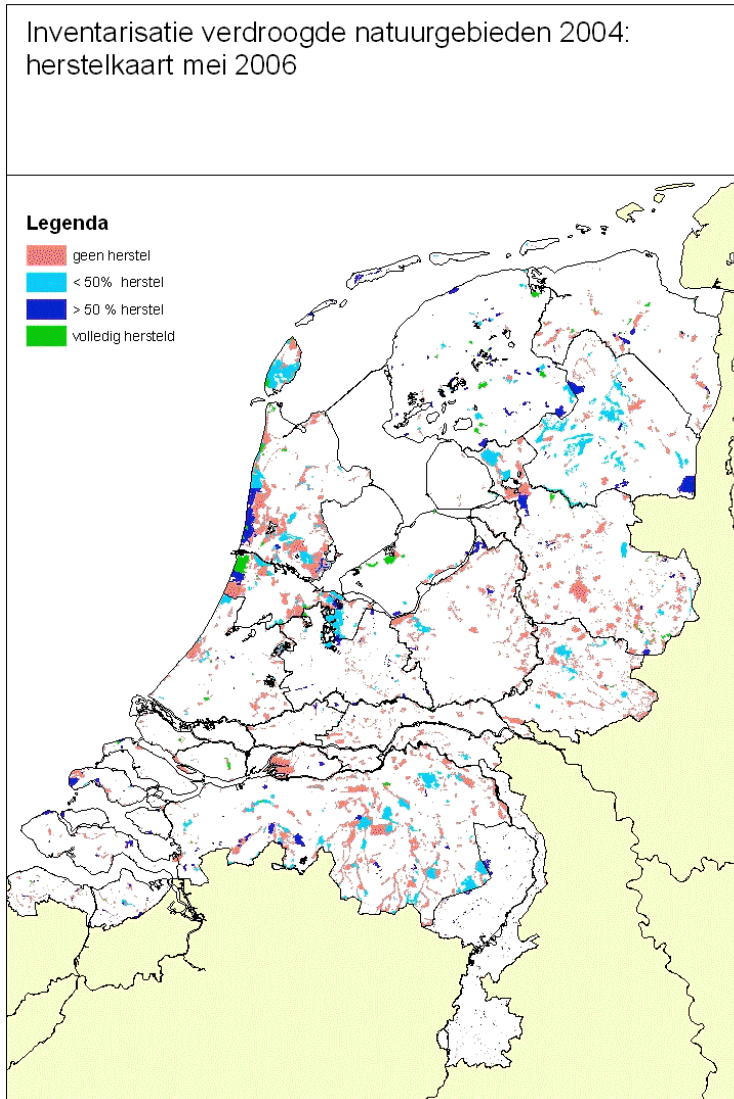 Inventarisatie verdroogde natuurgebieden 2004:
herstelkaart mei 2006
Legenda
geen herstel
< 50% herstel
> 50 % herstel
volledig hersteld